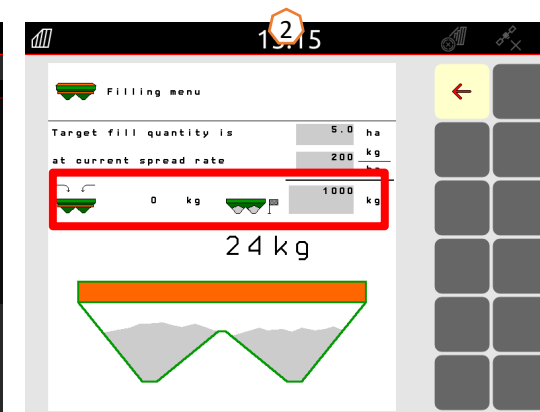 2
Filling menu
Target fill quantity is 5.0 ha
at current spread rate 200 kg
ha
0 kg 1000 kg
24kg